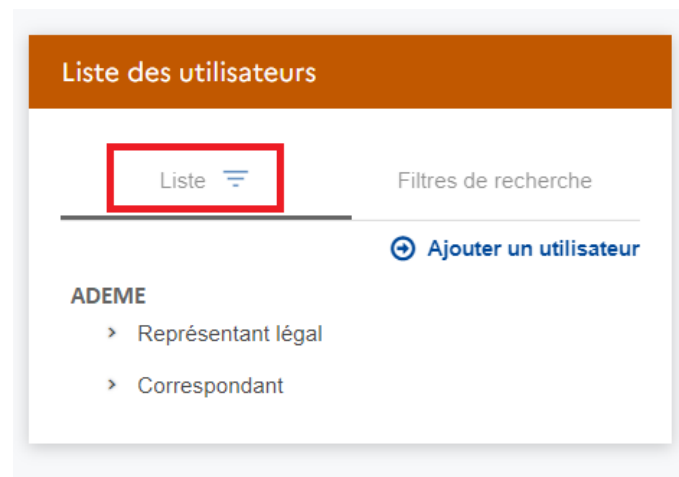 Liste des utilisateurs
Liste Filtres de recherche
Ajouter un utilisateur
ADEME
Représentant légal
Correspondant